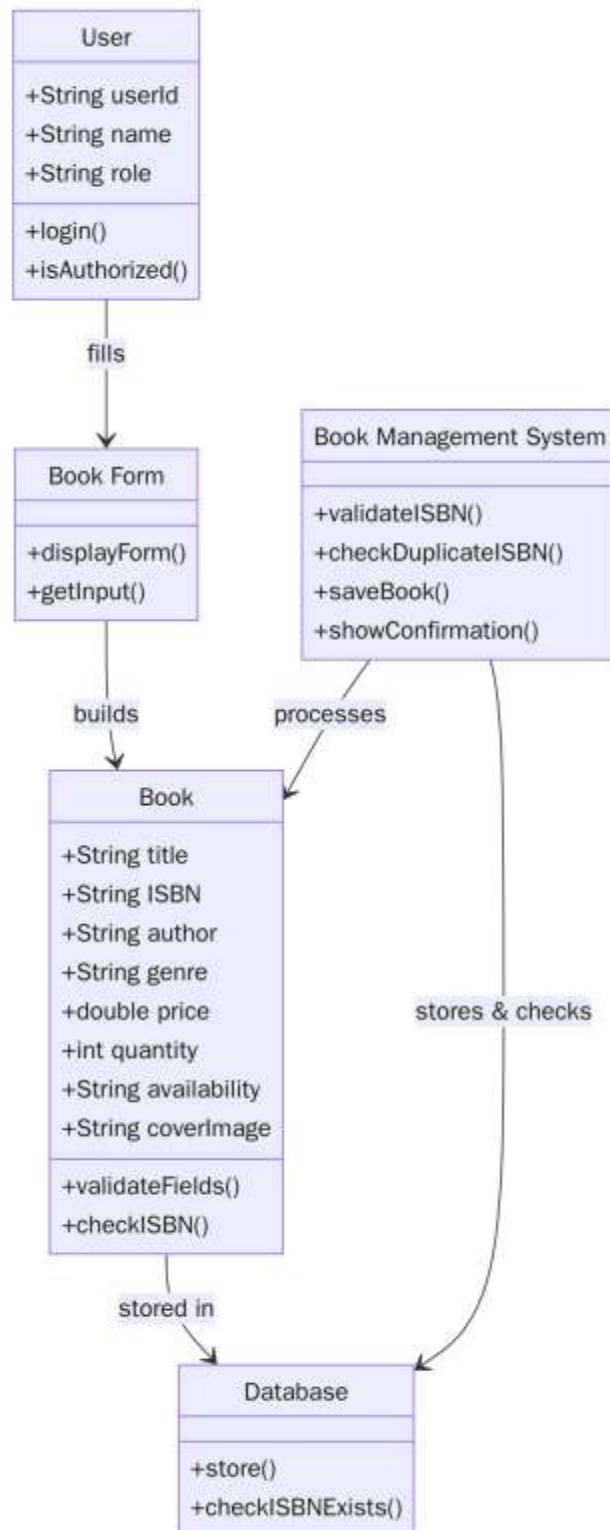 User
+String userId
+String name
+String role
+login()
+isAuthorized()
fills
Book Form
+displayForm()
+getInput()
Book Management System
+validateISBN()
+checkDuplicateISBN()
+saveBook()
+showConfirmation()
builds
processes
Book
+String title
+String ISBN
+String author
+String genre
+double price
+int quantity
+String availability
+String coverImage
+validateFields()
+checkISBN()
stores & checks
stored in
Database
+store()
+checkISBNExists()